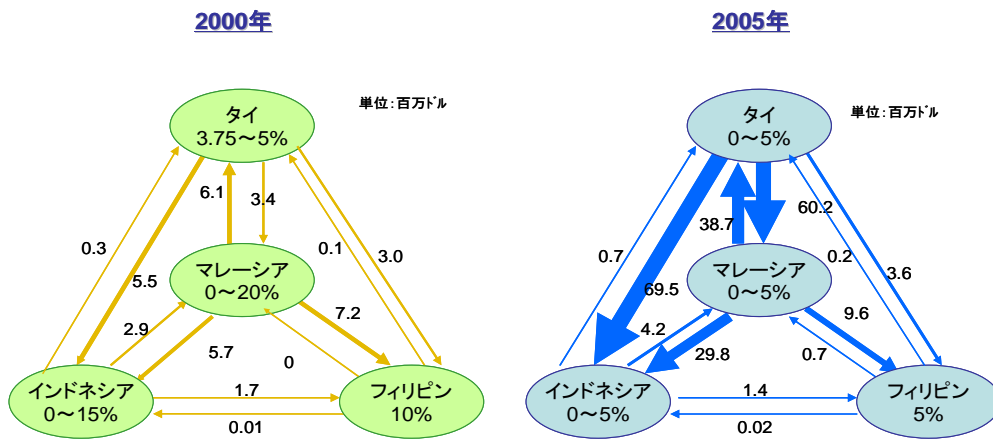 2000年
単位：百万ドル
タイ
3.75～5%
6.1
3.4
0.3
0.1
3.0
5.5
マレーシア
0～20%
2.9
7.2
5.7
0
インドネシア
0～15%
1.7
フィリピン
10%
0.01
2005年
単位：百万ドル
タイ
0～5%
60.2
38.7
0.7
0.2
3.6
マレーシア
0～5%
69.5
4.2
9.6
29.8
0.7
インドネシア
0～5%
1.4
フィリピン
5%
0.02